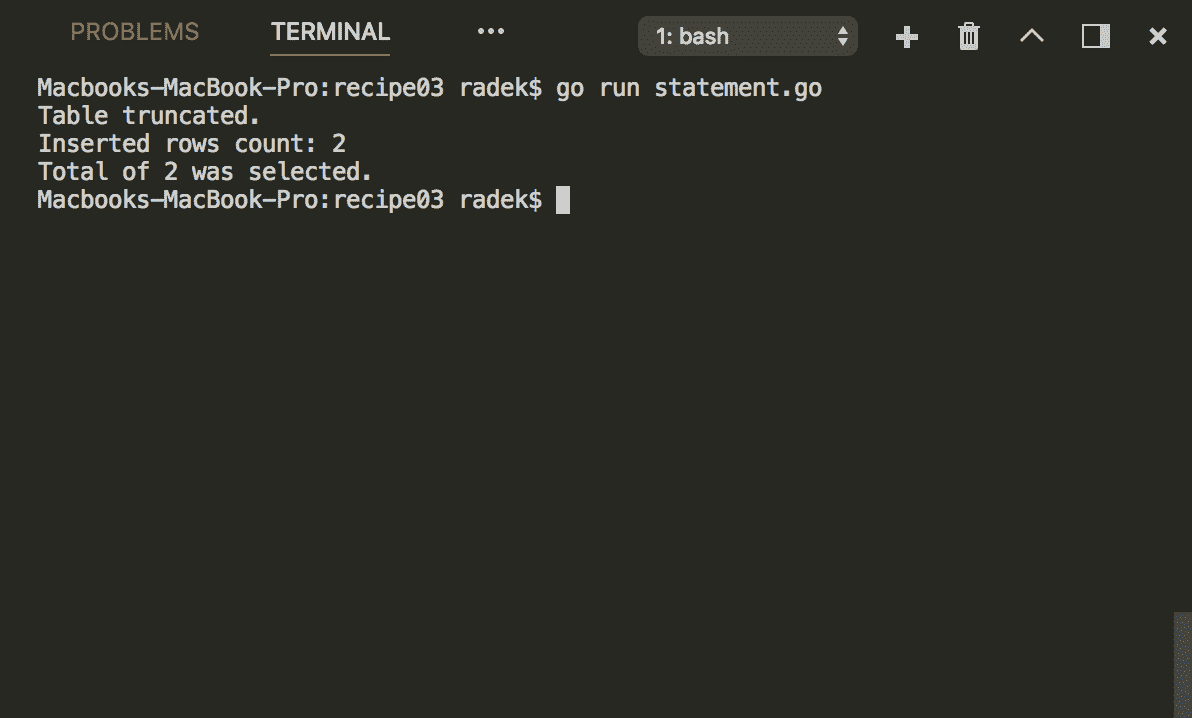 PROBLEMS TERMINAL ••• 1: bash
Macbooks-MacBook-Pro:recipe03 radek$ go run statement.go
Table truncated.
Inserted rows count: 2
Total of 2 was selected.
Macbooks-MacBook-Pro:recipe03 radek$